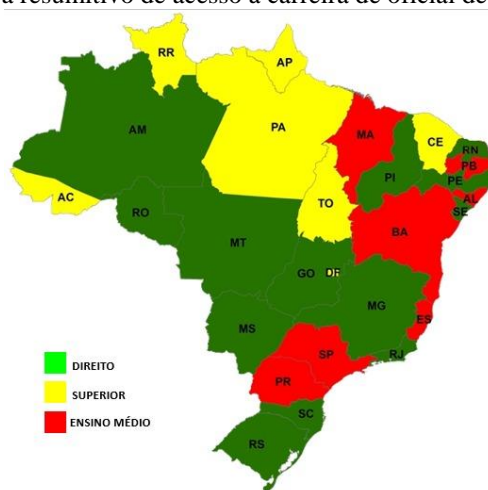 a resumitivo de acesso à carreira de oficial de
RR
AP
AM
PA
MA
CE
RN
PB
PE
AL
SE
PI
AC
TO
RO
BA
MT
GO
DF
MG
MS
ES
SP
RJ
PR
SC
RS
DIREITO
SUPERIOR
ENSINO MÉDIO